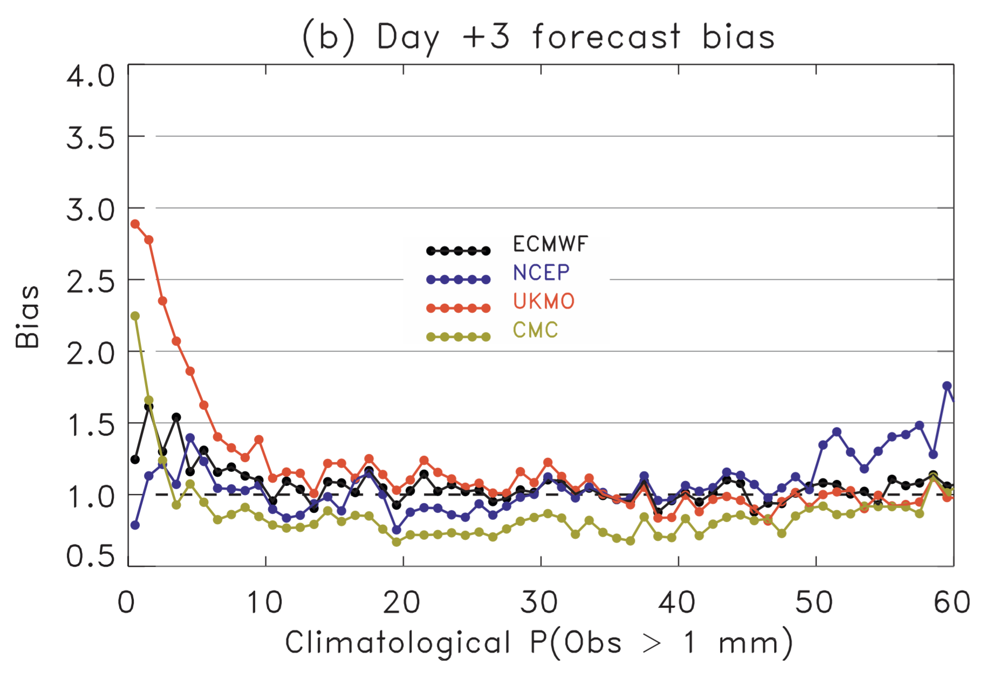 (b) Day +3 forecast bias
4.0
3.5
3.0
2.5
2.0
1.5
1.0
0.5
Bias
ECMWF
NCEP
UKMO
CMC
0 10 20 30 40 50 60
Climatological P(Obs > 1 mm)